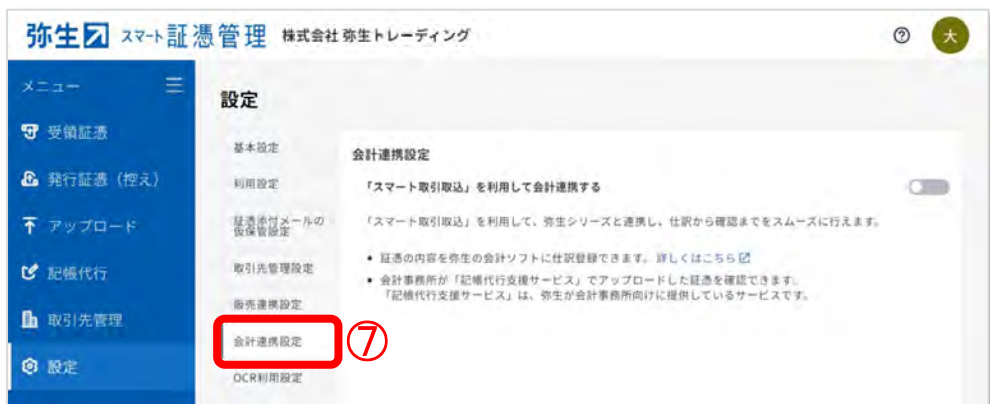 弥生 スマート証憑管理 株式会社 弥生トレーディング
大
メニュー
受領証憑
発行証憑（控え）
アップロード
記帳代行
取引先管理
設定
設定
基本設定
利用設定
証憑添付メールの
仮保管設定
取引先管理設定
販売連携設定
会計連携設定
OCR利用設定
⑦
会計連携設定
「スマート取引取込」を利用して会計連携する
「スマート取引取込」を利用して、弥生シリーズと連携し、仕訳から確認までをスムーズに行えます。
• 証憑の内容を弥生の会計ソフトに仕訳登録できます。詳しくはこちら
• 会計事務所が「記帳代行支援サービス」でアップロードした証憑を確認できます。
「記帳代行支援サービス」は、弥生が会計事務所向けに提供しているサービスです。